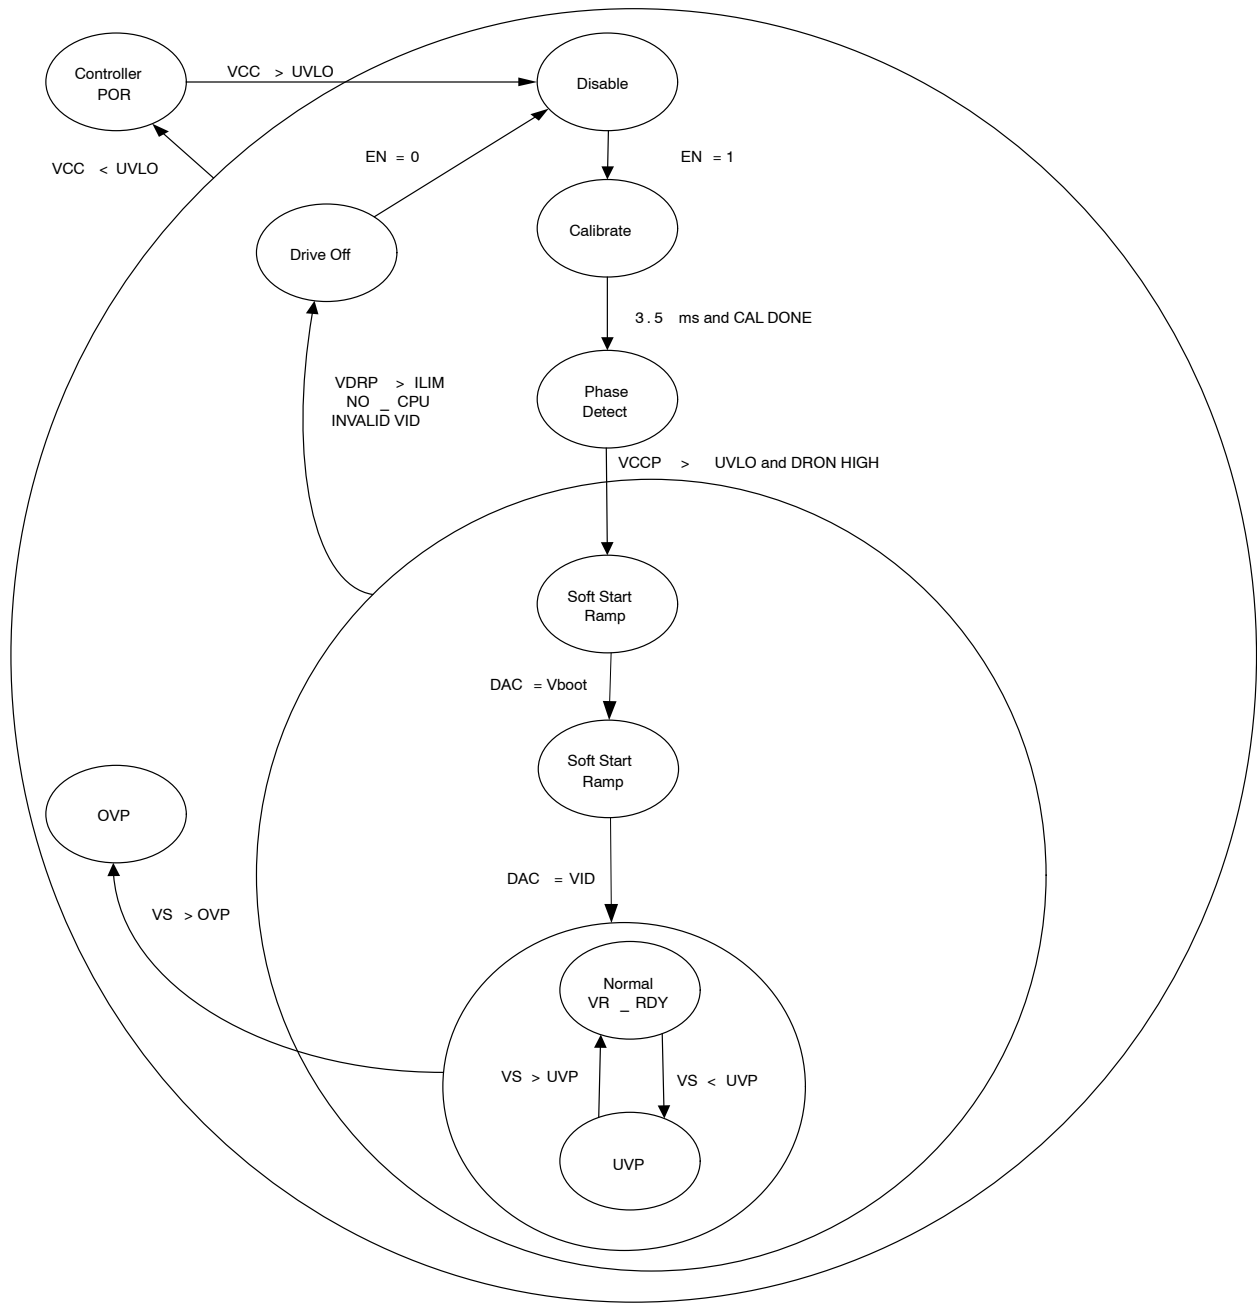 Controller
POR
VCC > UVLO
Disable
VCC < UVLO
EN = 0
EN = 1
Drive Off
Calibrate
3.5 ms and CAL DONE
VDRP > ILIM
NO _ CPU
INVALID VID
Phase
Detect
VCCP > UVLO and DRON HIGH
Soft Start
Ramp
DAC = Vboot
Soft Start
Ramp
OVP
DAC = VID
VS > OVP
Normal
VR _ RDY
VS > UVP
VS < UVP
UVP